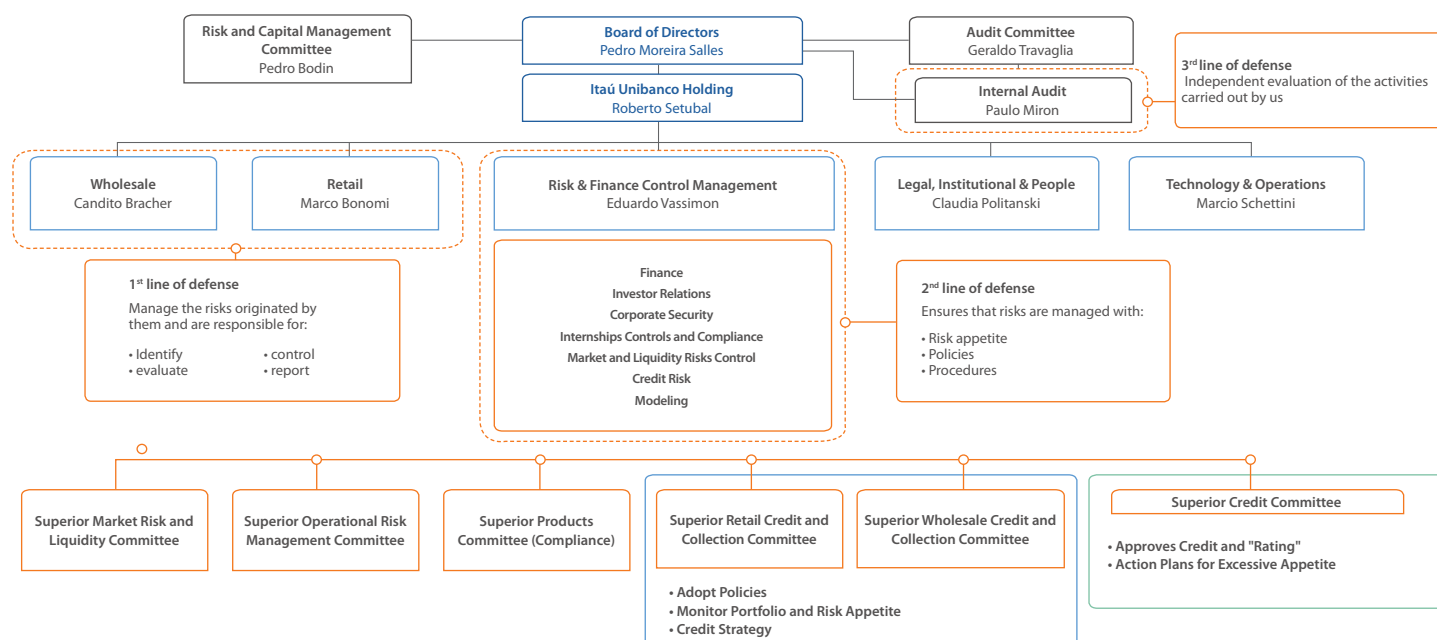 Risk and Capital Management
Committee
Pedro Bodin
Board of Directors
Pedro Moreira Salles
Audit Committee
Geraldo Travaglia
Itaú Unibanco Holding
Roberto Setubal
Internal Audit
Paulo Miron
3rd line of defense
Independent evaluation of the activities
carried out by us
Wholesale
Candito Bracher
Retail
Marco Bonomi
Risk & Finance Control Management
Eduardo Vassimon
Legal, Institutional & People
Claudia Politanski
Technology & Operations
Marcio Schettini
1st line of defense
Manage the risks originated by
them and are responsible for:
• Identify
• evaluate
• control
• report
Finance
Investor Relations
Corporate Security
Internships Controls and Compliance
Market and Liquidity Risks Control
Credit Risk
Modeling
2nd line of defense
Ensures that risks are managed with:
• Risk appetite
• Policies
• Procedures
Superior Market Risk and
Liquidity Committee
Superior Operational Risk
Management Committee
Superior Products
Committee (Compliance)
Superior Retail Credit and
Collection Committee
Superior Wholesale Credit and
Collection Committee
• Adopt Policies
• Monitor Portfolio and Risk Appetite
• Credit Strategy
Superior Credit Committee
• Approves Credit and "Rating"
• Action Plans for Excessive Appetite